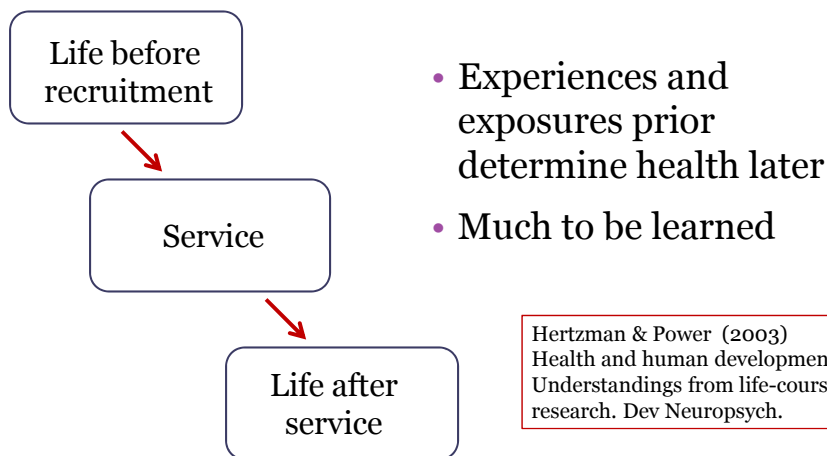 Life before
recruitment
Service
Life after
service
• Experiences and
exposures prior
determine health later
• Much to be learned
Hertzman & Power (2003)
Health and human developmen
Understandings from life-cours
research. Dev Neuropsych.